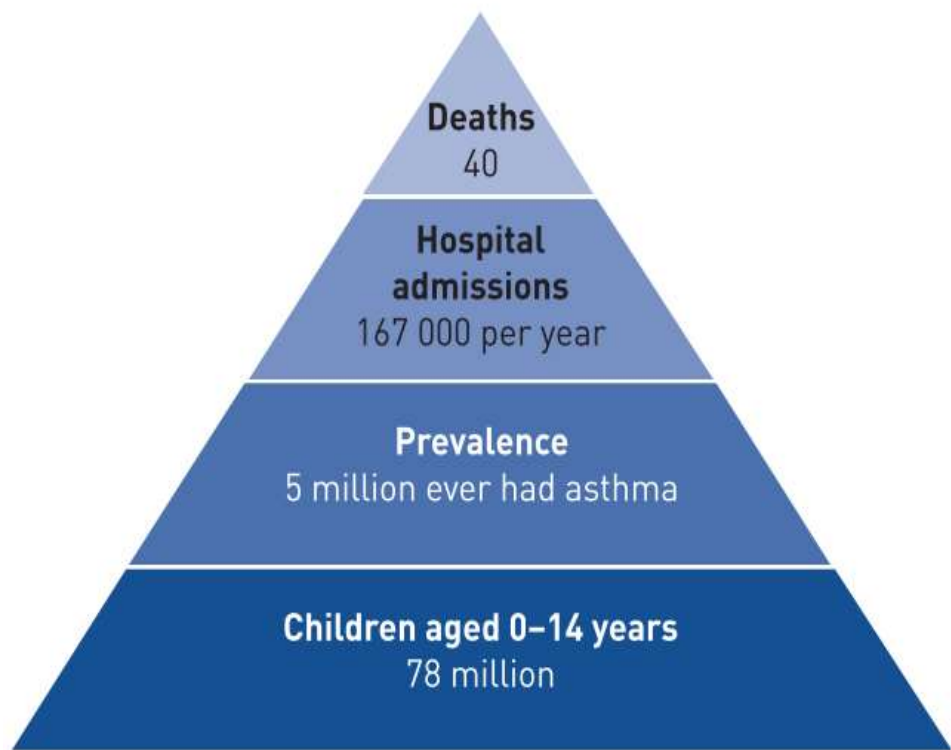 Deaths
40
Hospital
admissions
167 000 per year
Prevalence
5 million ever had asthma
Children aged 0–14 years
78 million